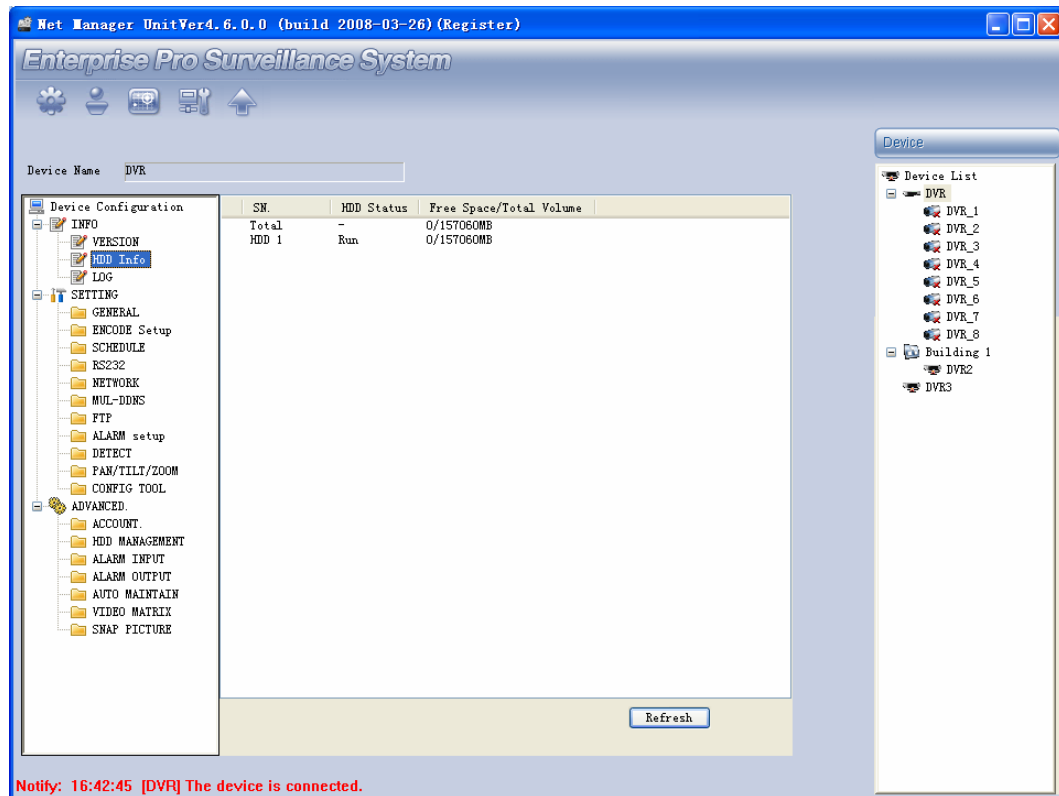 Net Manager UnitVer4.6.0.0 (build 2008-03-26)(Register)
Enterprise Pro Surveillance System
Device Name DVR
Device Configuration
INFO
VERSION
HDD Info
LOG
SETTING
GENERAL
ENCODE Setup
SCHEDULE
RS232
NETWORK
MUL-DDNS
FTP
ALARM setup
DETECT
PAN/TILT/ZOOM
CONFIG TOOL
ADVANCED.
ACCOUNT.
HDD MANAGEMENT
ALARM INPUT
ALARM OUTPUT
AUTO MAINTAIN
VIDEO MATRIX
SNAP PICTURE
SN. HDD Status Free Space/Total Volume
Total - 0/157060MB
HDD 1 Run 0/157060MB
Refresh
Device
Device List
DVR
DVR_1
DVR_2
DVR_3
DVR_4
DVR_5
DVR_6
DVR_7
DVR_8
Building 1
DVR2
DVR3
Notify: 16:42:45 [DVR] The device is connected.